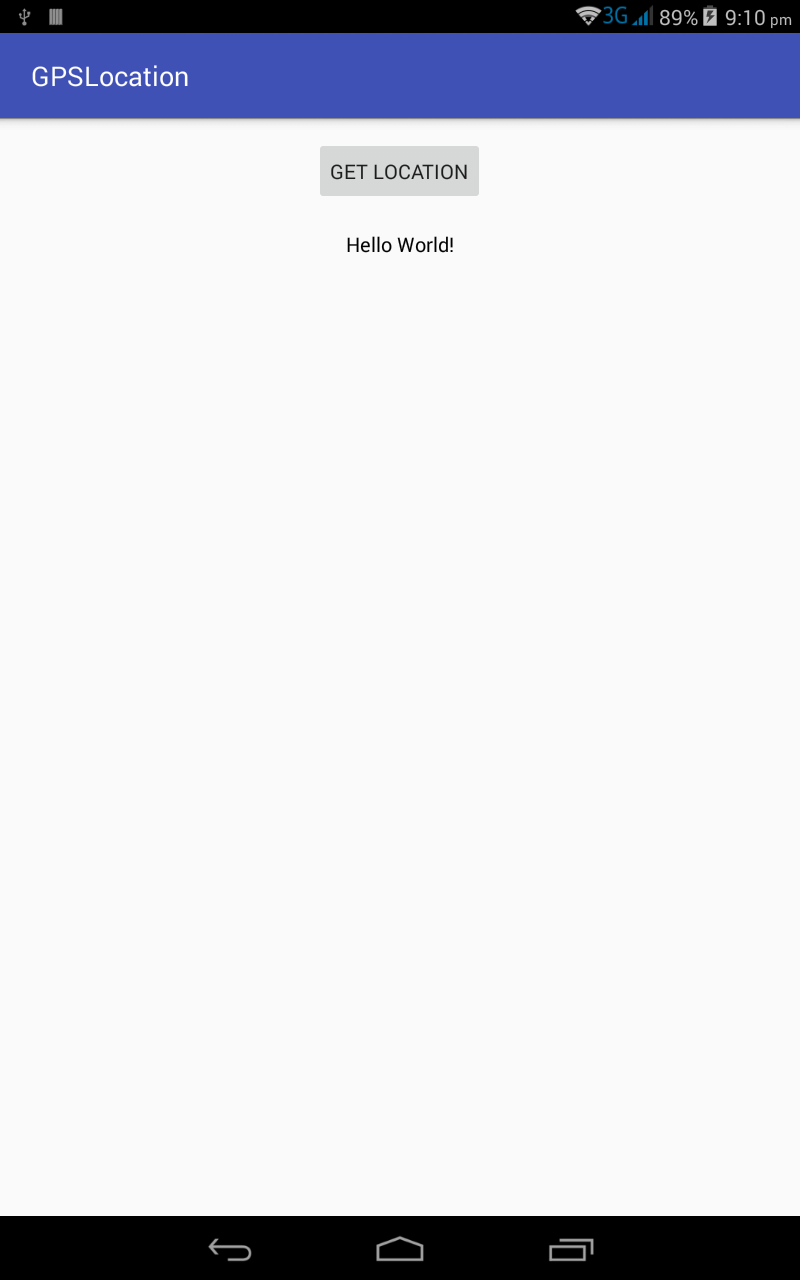 3G 89% 9:10 pm
GPSLocation
GET LOCATION
Hello World!